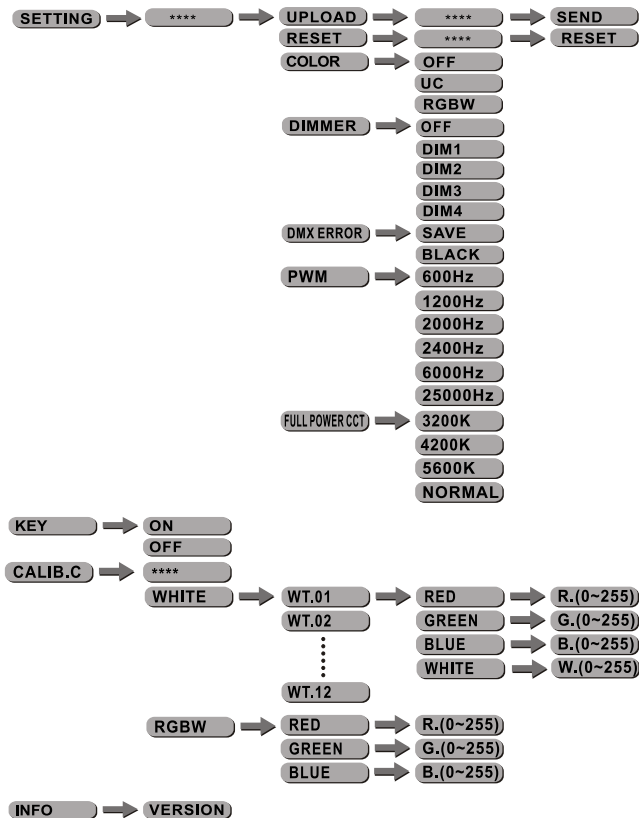 SETTING **** UPLOAD **** SEND
RESET **** RESET
COLOR OFF
UC
RGBW
DIMMER OFF
DIM1
DIM2
DIM3
DIM4
DMX ERROR SAVE
BLACK
PWM 600Hz
1200Hz
2000Hz
2400Hz
6000Hz
25000Hz
FULL POWER CCT 3200K
4200K
5600K
NORMAL
KEY ON
OFF
CALIB.C ****
WHITE WT.01 RED R.(0~255)
WT.02 GREEN G.(0~255)
BLUE B.(0~255)
WHITE W.(0~255)
WT.12
RGBW RED R.(0~255)
GREEN G.(0~255)
BLUE B.(0~255)
INFO VERSION